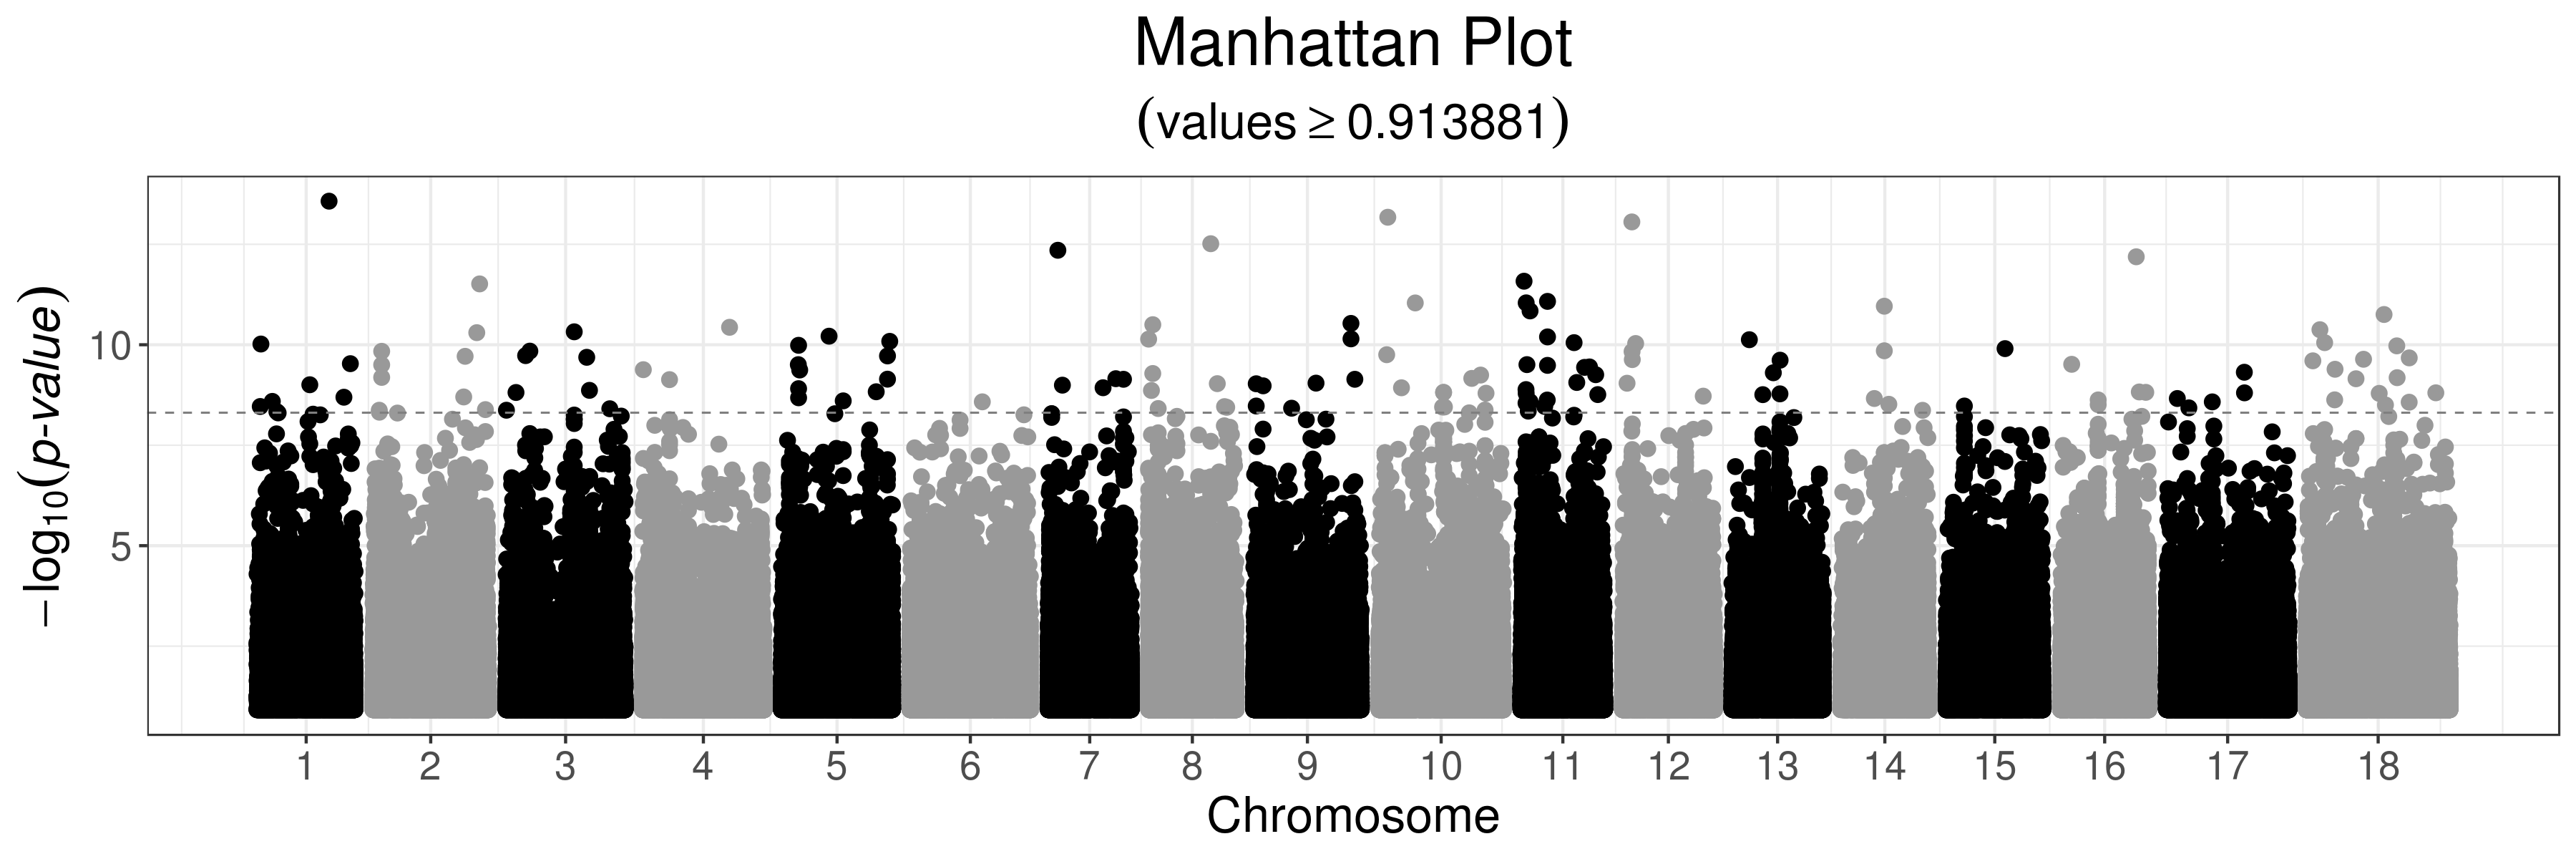 Manhattan Plot
(values ≥ 0.913881)
−log10(p-value)
10
5
1 2 3 4 5 6 7 8 9 10 11 12 13 14 15 16 17 18
Chromosome